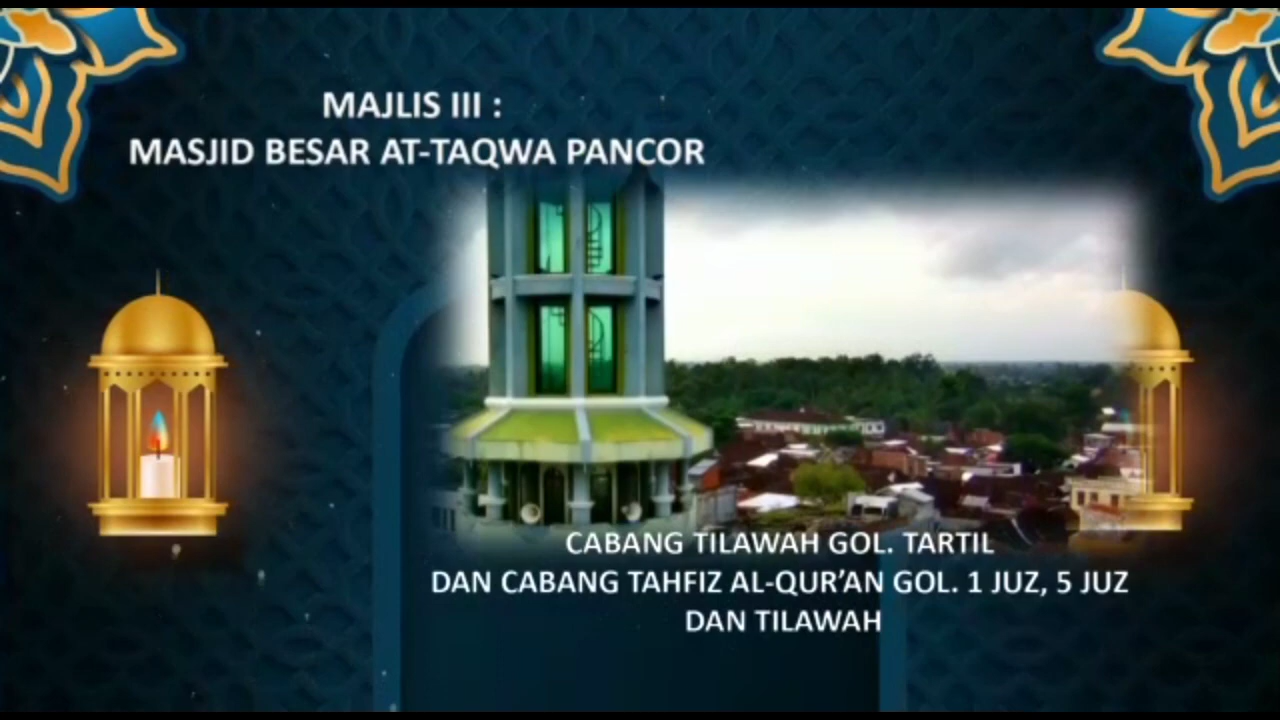 MAJLIS III :
MASJID BESAR AT-TAQWA PANCOR
CABANG TILAWAH GOL. TARTIL
DAN CABANG TAHFIZ AL-QUR'AN GOL. 1 JUZ, 5 JUZ
DAN TILAWAH